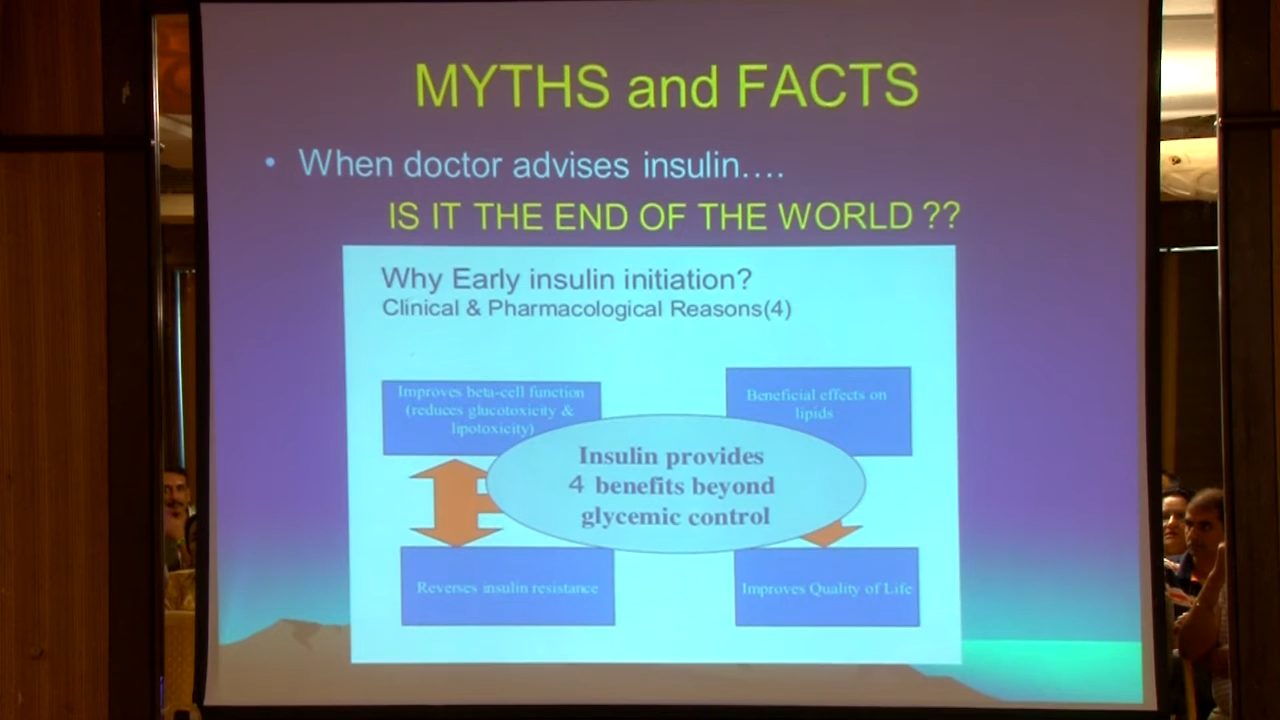 MYTHS and FACTS
• When doctor advises insulin....
IS IT THE END OF THE WORLD ??
Why Early insulin initiation?
Clinical & Pharmacological Reasons(4)
Improves beta-cell function
(reduces glucotoxicity &
lipotoxicity)
Beneficial effects on
lipids
Insulin provides
4 benefits beyond
glycemic control
Reverses insulin resistance
Improves Quality of Life